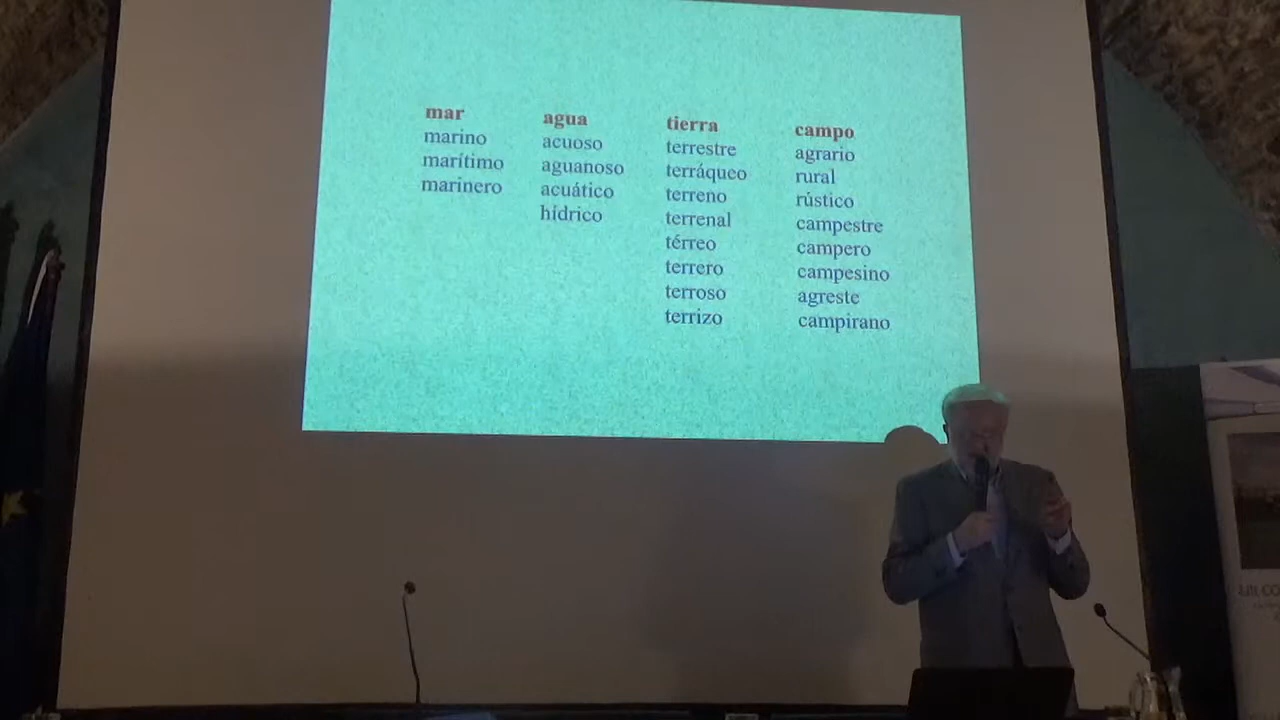 mar
marino
marítimo
marinero
agua
acuoso
aguanoso
acuático
hídrico
tierra
terrestre
terráqueo
terreno
terrenal
térreo
terrero
terroso
terrizo
campo
agrario
rural
rústico
campestre
campero
campesino
agreste
campirano